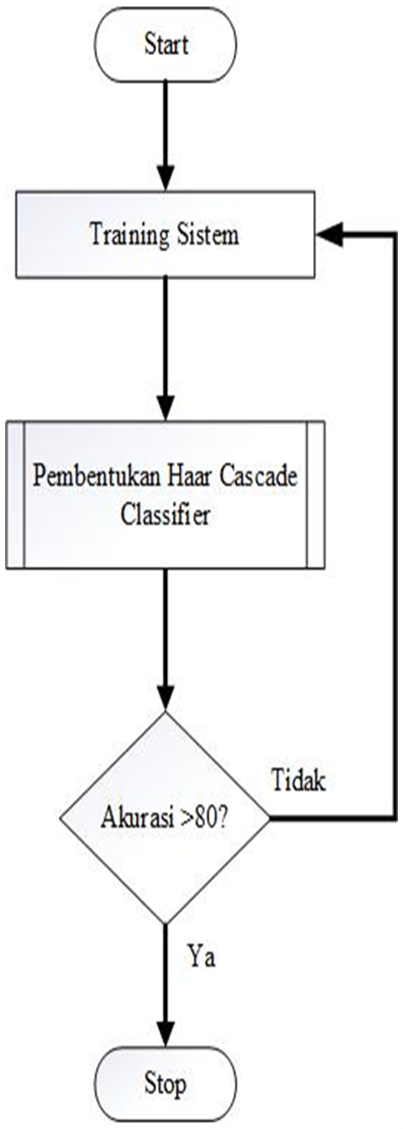 Start
Training Sistem
Pembentukan Haar Cascade
Classifier
Akurasi >80?
Tidak
Ya
Stop